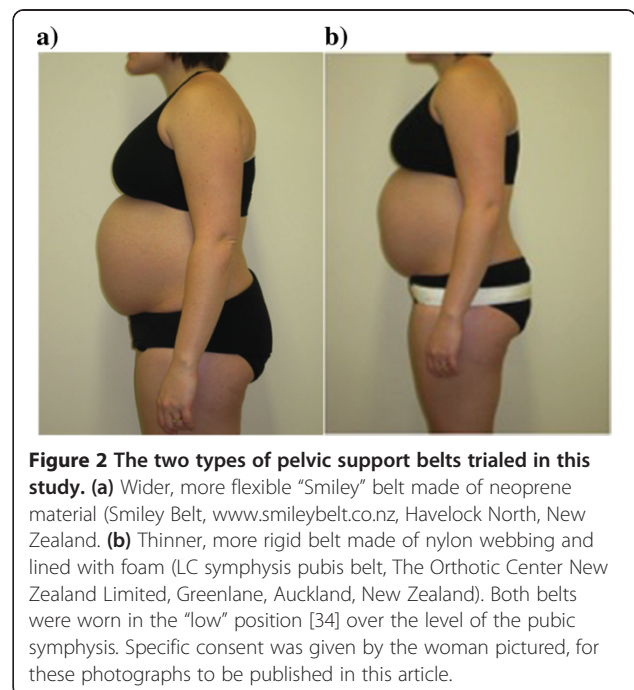 a) b)
Figure 2 The two types of pelvic support belts trialed in this
study. (a) Wider, more flexible “Smiley” belt made of neoprene
material (Smiley Belt, www.smileybelt.co.nz, Havelock North, New
Zealand. (b) Thinner, more rigid belt made of nylon webbing and
lined with foam (LC symphysis pubis belt, The Orthotic Center New
Zealand Limited, Greenlane, Auckland, New Zealand). Both belts
were worn in the “low” position [34] over the level of the pubic
symphysis. Specific consent was given by the woman pictured, for
these photographs to be published in this article.